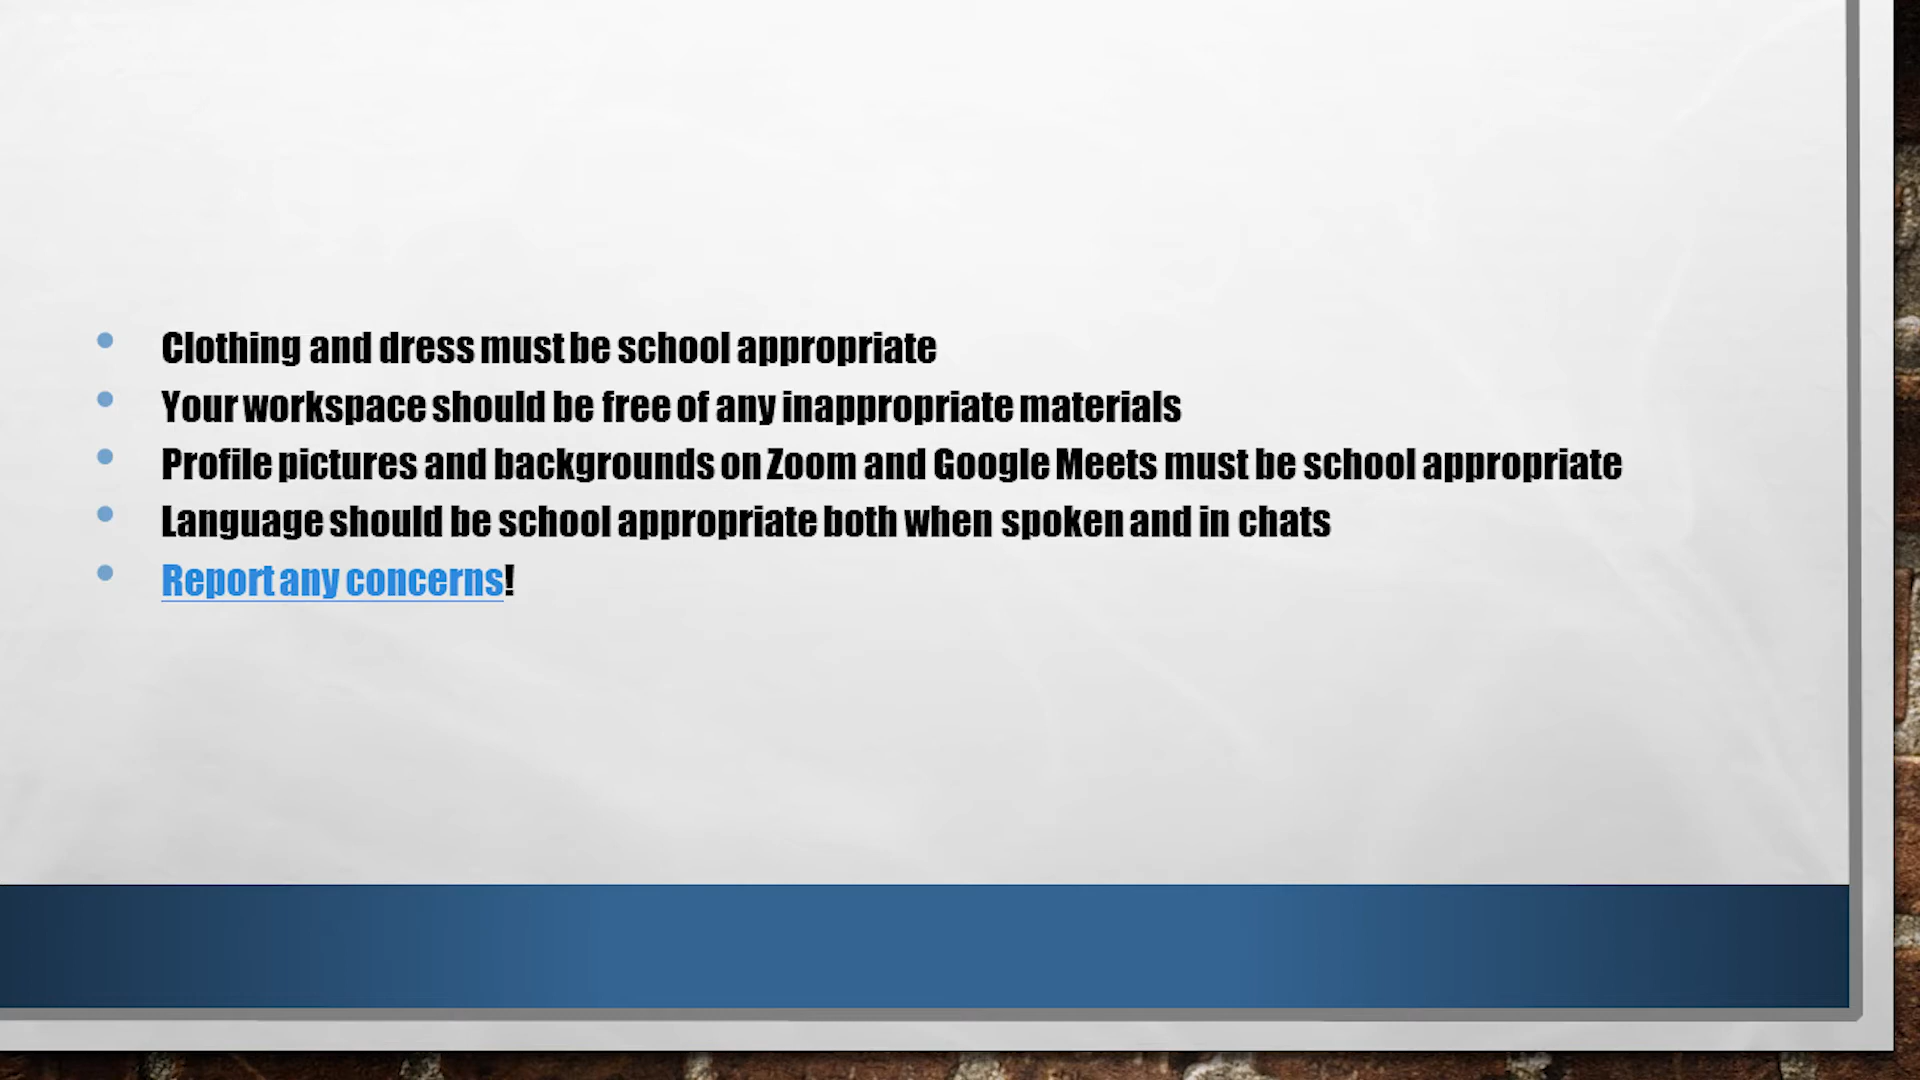 Clothing and dress must be school appropriate
Your workspace should be free of any inappropriate materials
Profile pictures and backgrounds on Zoom and Google Meets must be school appropriate
Language should be school appropriate both when spoken and in chats
Report any concerns!